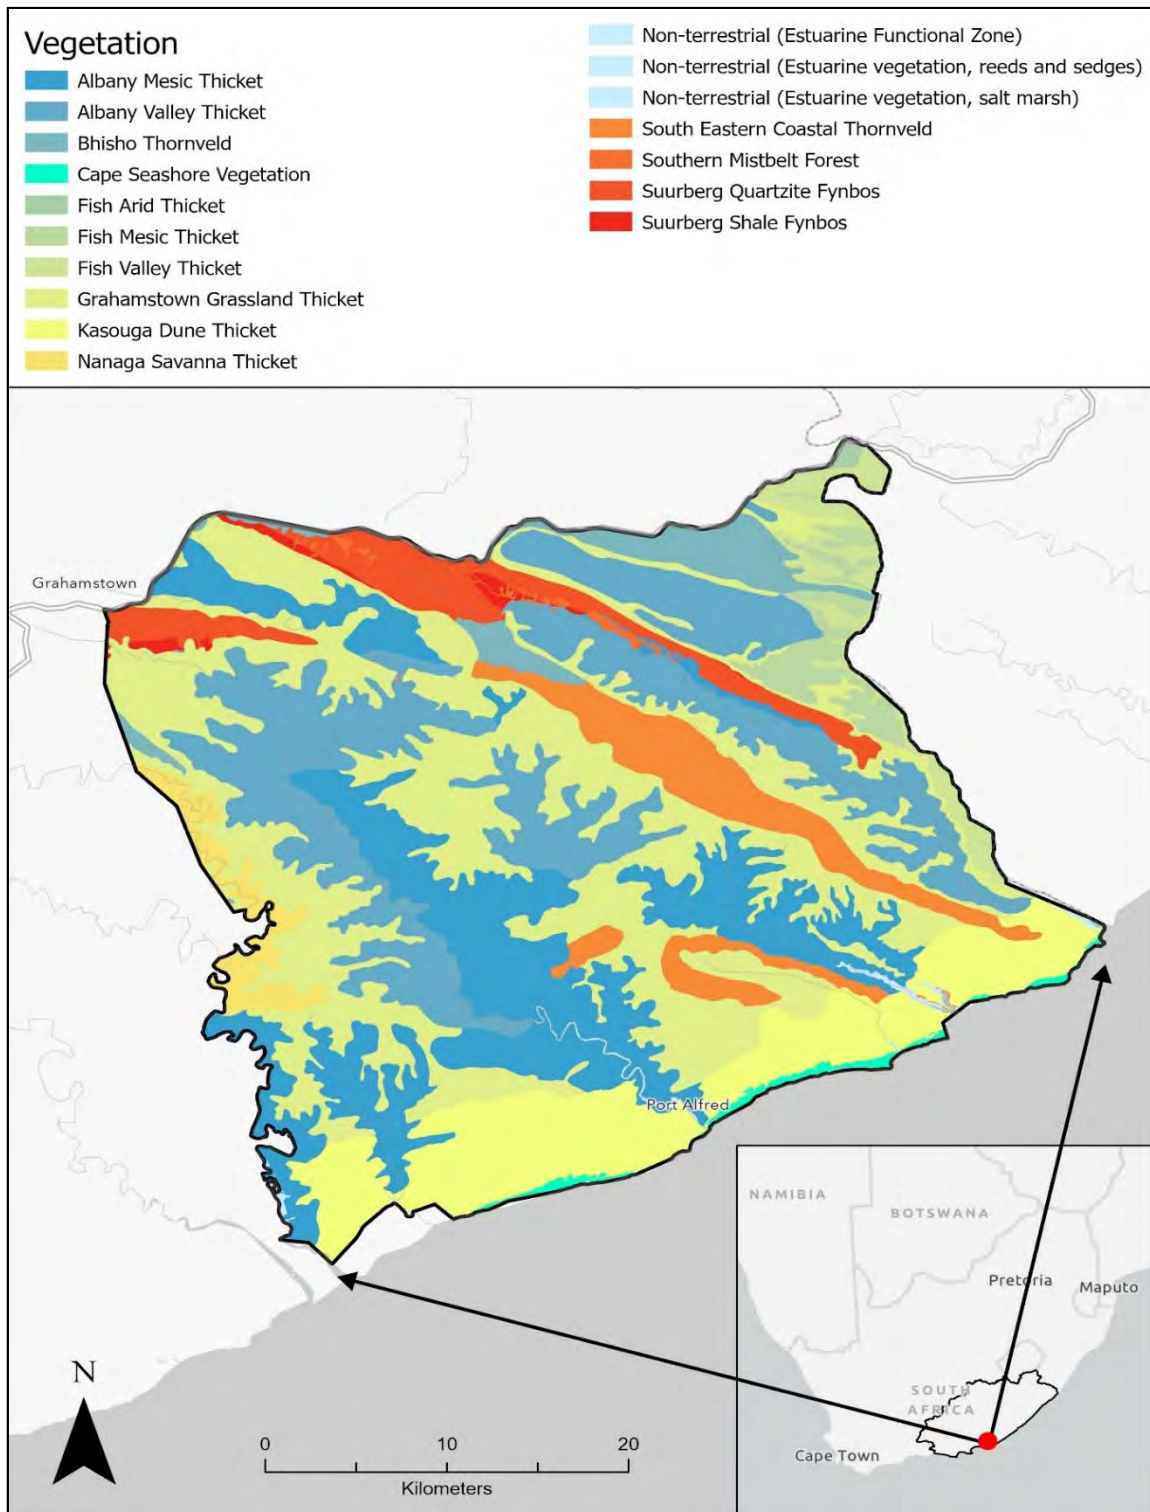 Vegetation
Albany Mesic Thicket
Albany Valley Thicket
Bhisho Thornveld
Cape Seashore Vegetation
Fish Arid Thicket
Fish Mesic Thicket
Fish Valley Thicket
Grahamstown Grassland Thicket
Kasouga Dune Thicket
Nanaga Savanna Thicket
Non-terrestrial (Estuarine Functional Zone)
Non-terrestrial (Estuarine vegetation, reeds and sedges)
Non-terrestrial (Estuarine vegetation, salt marsh)
South Eastern Coastal Thornveld
Southern Mistbelt Forest
Suurberg Quartzite Fynbos
Suurberg Shale Fynbos
Grahamstown
Port Alfred
NAMIBIA
BOTSWANA
Pretoria
Maputo
SOUTH
AFRICA
Cape Town
N
0 10 20
Kilometers